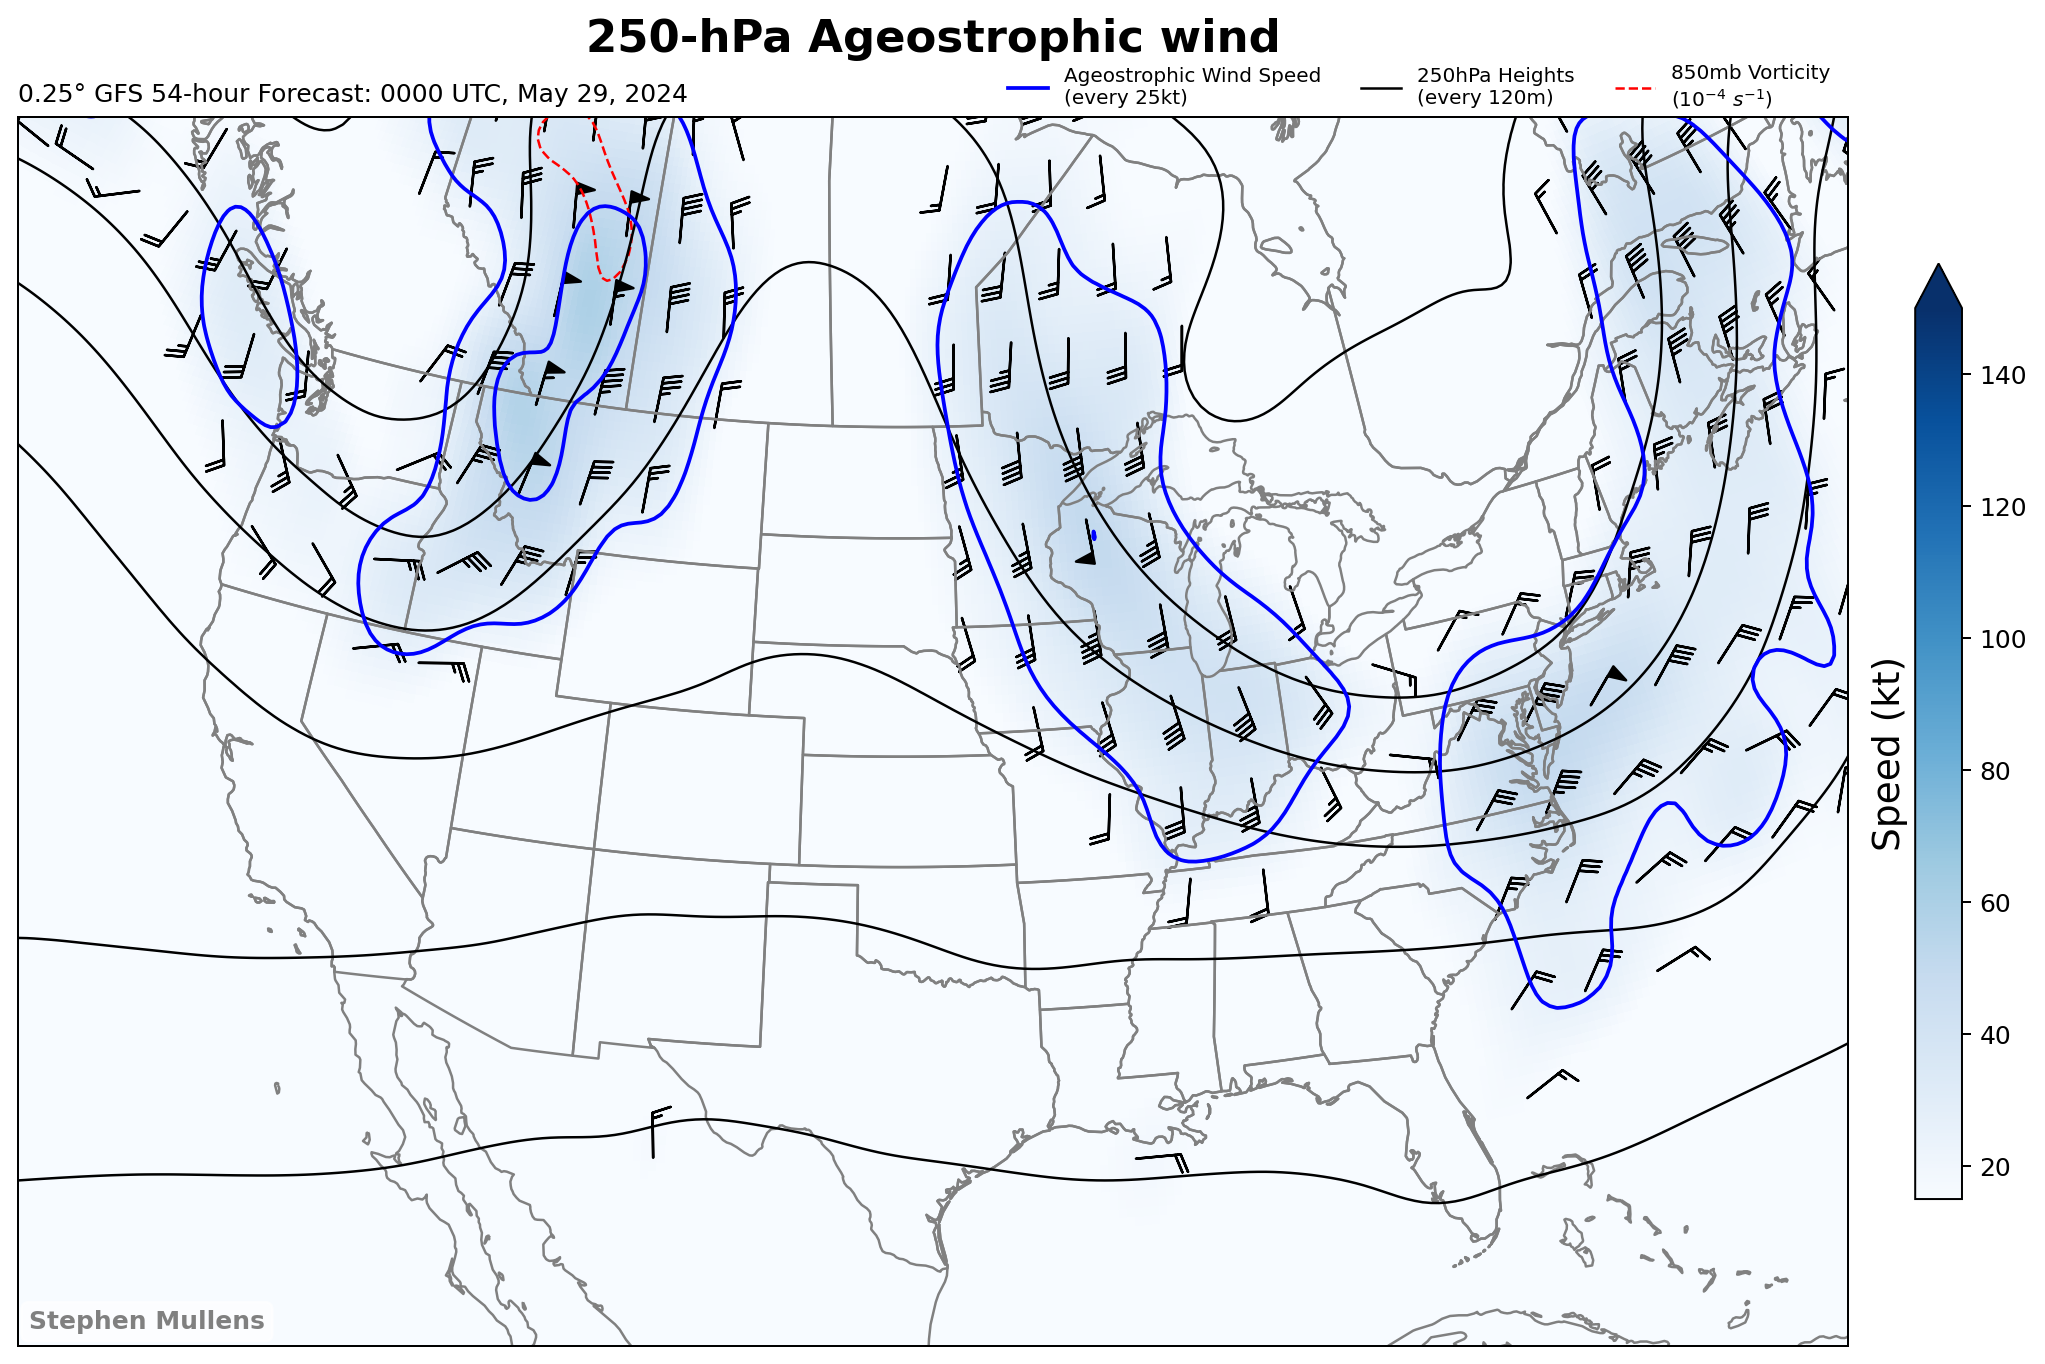 250-hPa Ageostrophic wind
0.25° GFS 54-hour Forecast: 0000 UTC, May 29, 2024
Ageostrophic Wind Speed
(every 25kt)
250hPa Heights
(every 120m)
850mb Vorticity
(10⁻⁴ s⁻¹)
140
120
100
80
60
40
20
Speed (kt)
Stephen Mullens